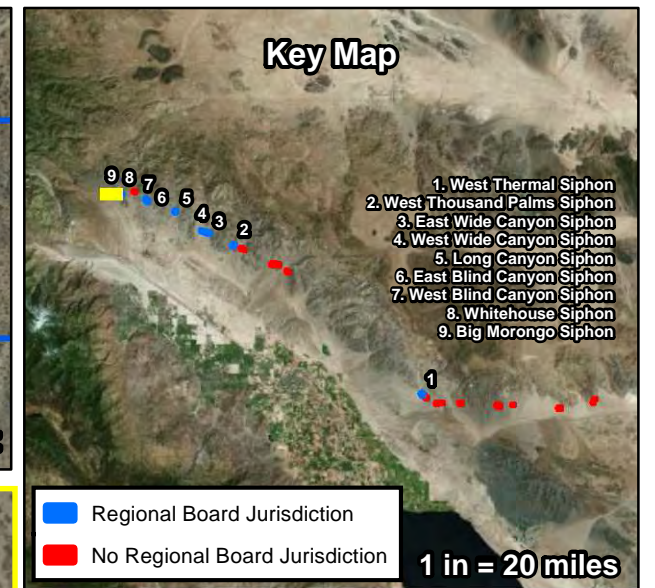 Key Map
9 8 7 6 5 4 3 2
1. West Thermal Siphon
2. West Thousand Palms Siphon
3. East Wide Canyon Siphon
4. West Wide Canyon Siphon
5. Long Canyon Siphon
6. East Blind Canyon Siphon
7. West Blind Canyon Siphon
8. Whitehouse Siphon
9. Big Morongo Siphon
1
Regional Board Jurisdiction
No Regional Board Jurisdiction
1 in = 20 miles